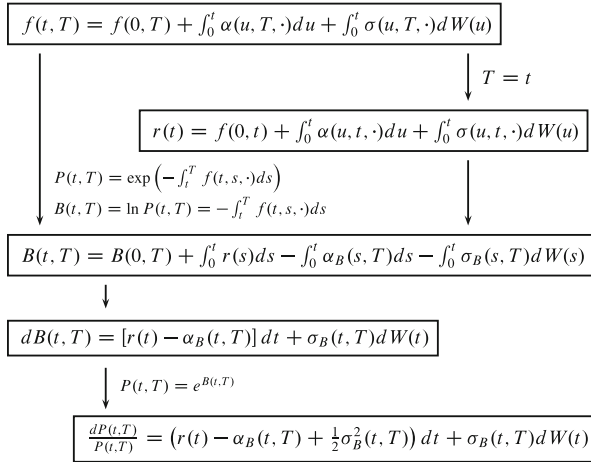 f(t, T) = f(0, T) + ∫₀ᵗ α(u, T, ·)du + ∫₀ᵗ σ(u, T, ·)dW(u)
T = t
r(t) = f(0, t) + ∫₀ᵗ α(u, t, ·)du + ∫₀ᵗ σ(u, t, ·)dW(u)
P(t, T) = exp (−∫ₜᵀ f(t, s, ·)ds)
B(t, T) = ln P(t, T) = −∫ₜᵀ f(t, s, ·)ds
B(t, T) = B(0, T) + ∫₀ᵗ r(s)ds − ∫₀ᵗ α_B(s, T)ds − ∫₀ᵗ σ_B(s, T)dW(s)
dB(t, T) = [r(t) − α_B(t, T)] dt + σ_B(t, T)dW(t)
P(t, T) = e^{B(t,T)}
dP(t,T)/P(t,T) = (r(t) − α_B(t, T) + ½σ_B²(t, T)) dt + σ_B(t, T)dW(t)